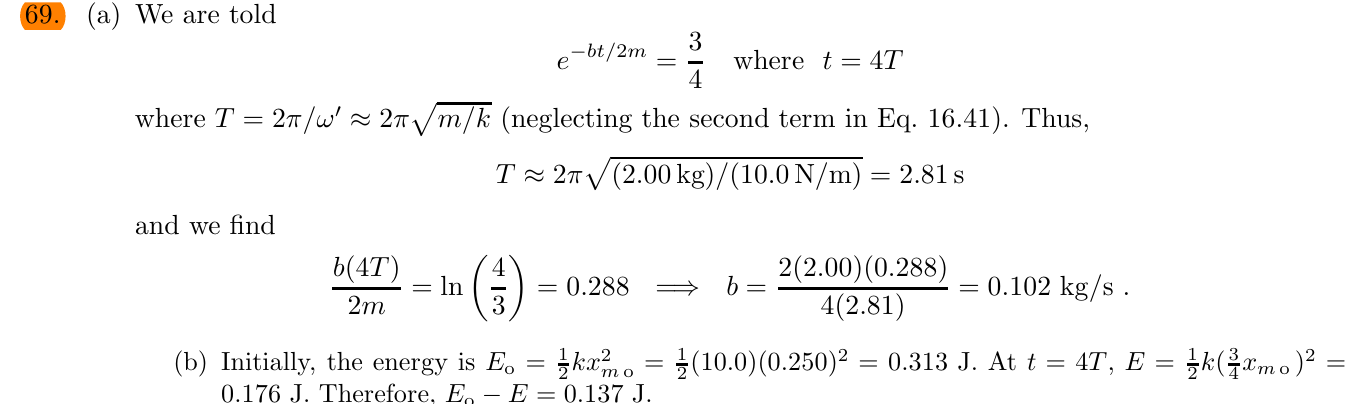 69. (a) We are told
e^{−bt/2m} = 3/4 where t = 4T
where T = 2π/ω′ ≈ 2π√(m/k) (neglecting the second term in Eq. 16.41). Thus,
T ≈ 2π√((2.00 kg)/(10.0 N/m)) = 2.81 s
and we find
b(4T)/2m = ln(4/3) = 0.288 ⟹ b = 2(2.00)(0.288)/4(2.81) = 0.102 kg/s .
(b) Initially, the energy is E_o = ½kx²_{m o} = ½(10.0)(0.250)² = 0.313 J. At t = 4T, E = ½k(¾x_{m o})² =
0.176 J. Therefore, E_o − E = 0.137 J.